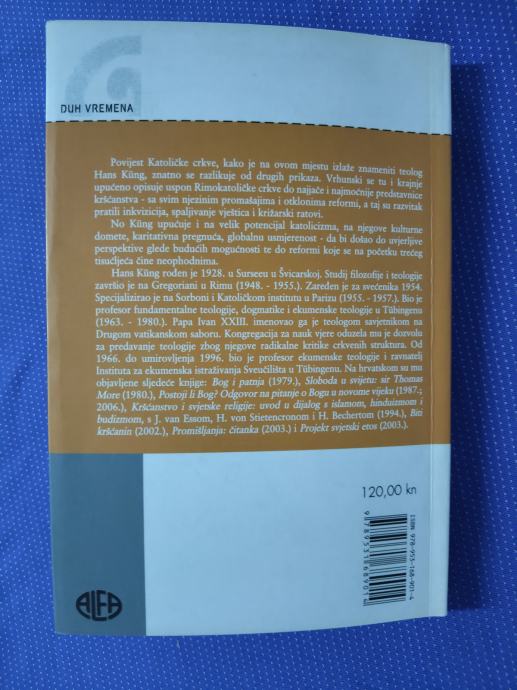 DUH VREMENA
Povijest Katoličke crkve, kako je na ovom mjestu izlaže znameniti teolog
Hans Küng, znatno se razlikuje od drugih prikaza. Vrhunski se tu i krajnje
upućeno opisuje uspon Rimokatoličke crkve do najjače i najmoćnije predstavnice
kršćanstva - sa svim njezinim promašajima i otklonima reformi, a taj su razvitak
pratili inkvizicija, spaljivanje vještica i križarski ratovi.
No Küng upućuje i na velik potencijal katolicizma, na njegove kulturne
domete, karitativna pregnuća, globalnu usmjerenost - da bi došao do uvjerljive
perspektive glede budućih mogućnosti te do reformi koje se na početku trećeg
tisućljeća čine neophodnima.
Hans Küng rođen je 1928. u Surseeu u Švicarskoj. Studij filozofije i teologije
završio je na Gregoriani u Rimu (1948. - 1955.). Zaređen je za svećenika 1954.
Specijalizirao je na Sorboni i Katoličkom institutu u Parizu (1955. - 1957.). Bio je
profesor fundamentalne teologije, dogmatike i ekumenske teologije u Tübingenu
(1963. - 1980.). Papa Ivan XXIII. imenovao ga je teologom savjetnikom na
Drugom vatikanskom saboru. Kongregacija za nauk vjere oduzela mu je dozvolu
za predavanje teologije zbog njegove radikalne kritike crkvenih struktura. Od
1966. do umirovljenja 1996. bio je profesor ekumenske teologije i ravnatelj
Instituta za ekumenska istraživanja Sveučilišta u Tübingenu. Na hrvatskom su mu
objavljene sljedeće knjige: Bog i patnja (1979.), Sloboda u svijetu: sir Thomas
More (1980.), Postoji li Bog? Odgovor na pitanje o Bogu u novome vijeku (1987.;
2006.), Kršćanstvo i svjetske religije: uvod u dijalog s islamom, hinduizmom i
budizmom, s J. van Essom, H. von Stietencronom i H. Bechertom (1994.), Biti
kršćanin (2002.), Promišljanja: čitanka (2003.) i Projekt svjetski etos (2003.).
120,00 kn
ISBN 978-953-168-901-4
9 789531 689014
ALFA